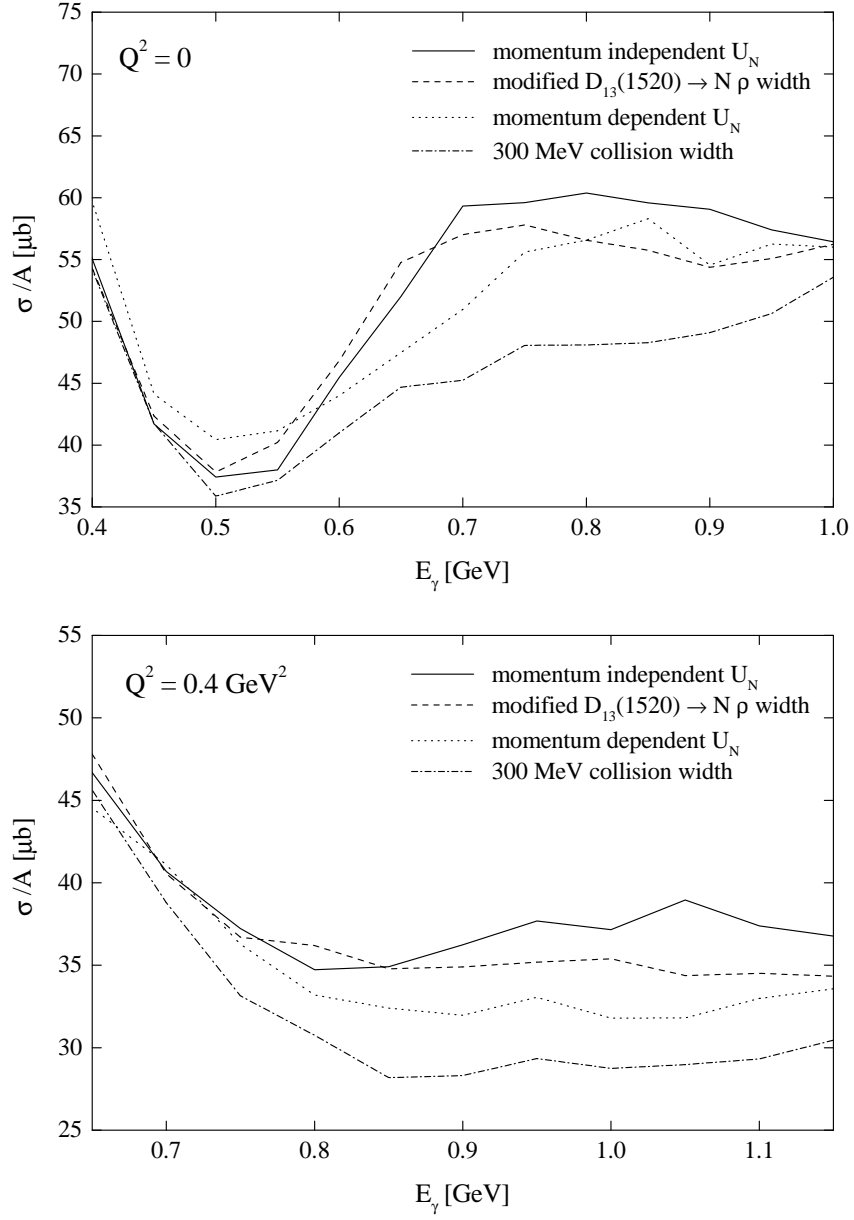 75
70
65
60
55
50
45
40
35
σ/A [μb]
Q² = 0
momentum independent U_N
modified D₁₃(1520) → N ρ width
momentum dependent U_N
300 MeV collision width
0.4 0.5 0.6 0.7 0.8 0.9 1.0
E_γ [GeV]
55
50
45
40
35
30
25
σ/A [μb]
Q² = 0.4 GeV²
momentum independent U_N
modified D₁₃(1520) → N ρ width
momentum dependent U_N
300 MeV collision width
0.7 0.8 0.9 1.0 1.1
E_γ [GeV]